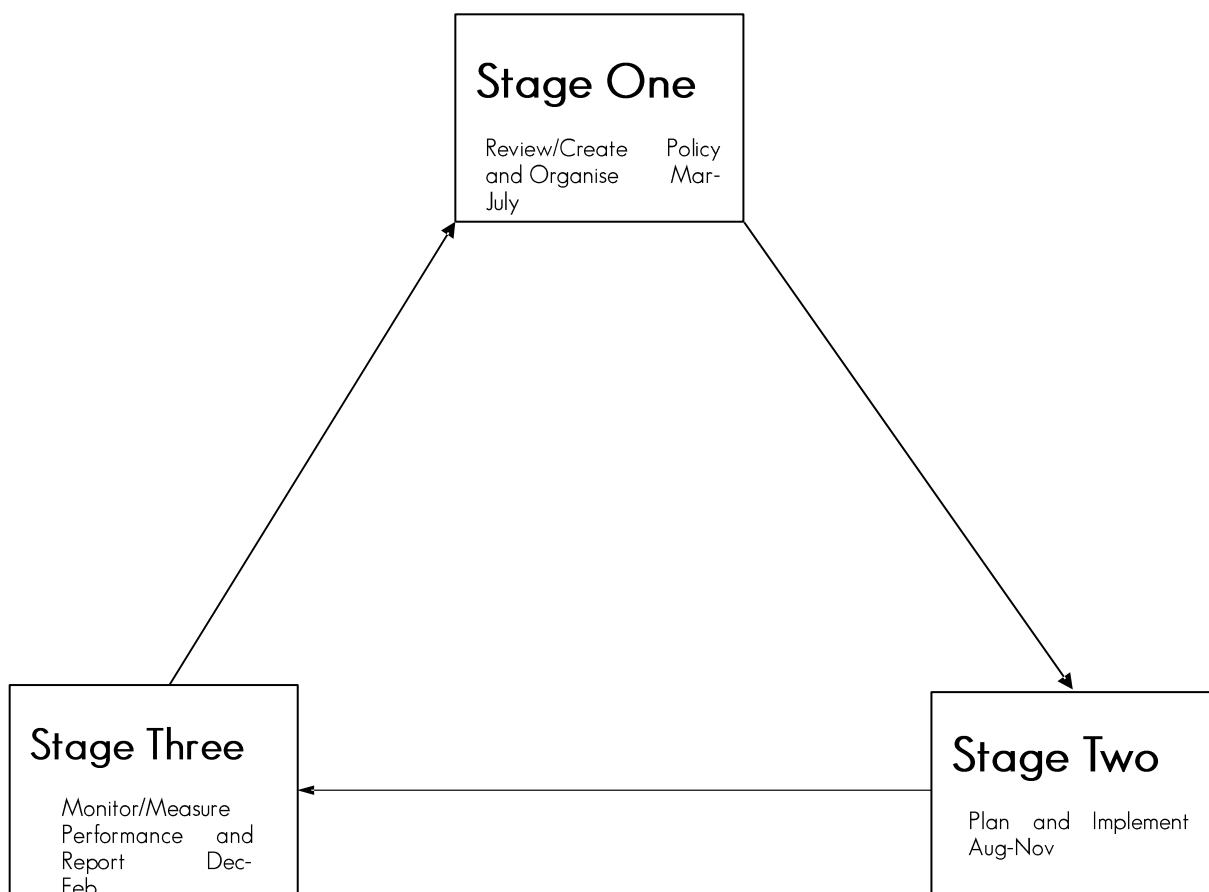 Stage One
Review/Create Policy
and Organise Mar-
July
Stage Three
Monitor/Measure
Performance and
Report Dec-
Feb
Stage Two
Plan and Implement
Aug-Nov